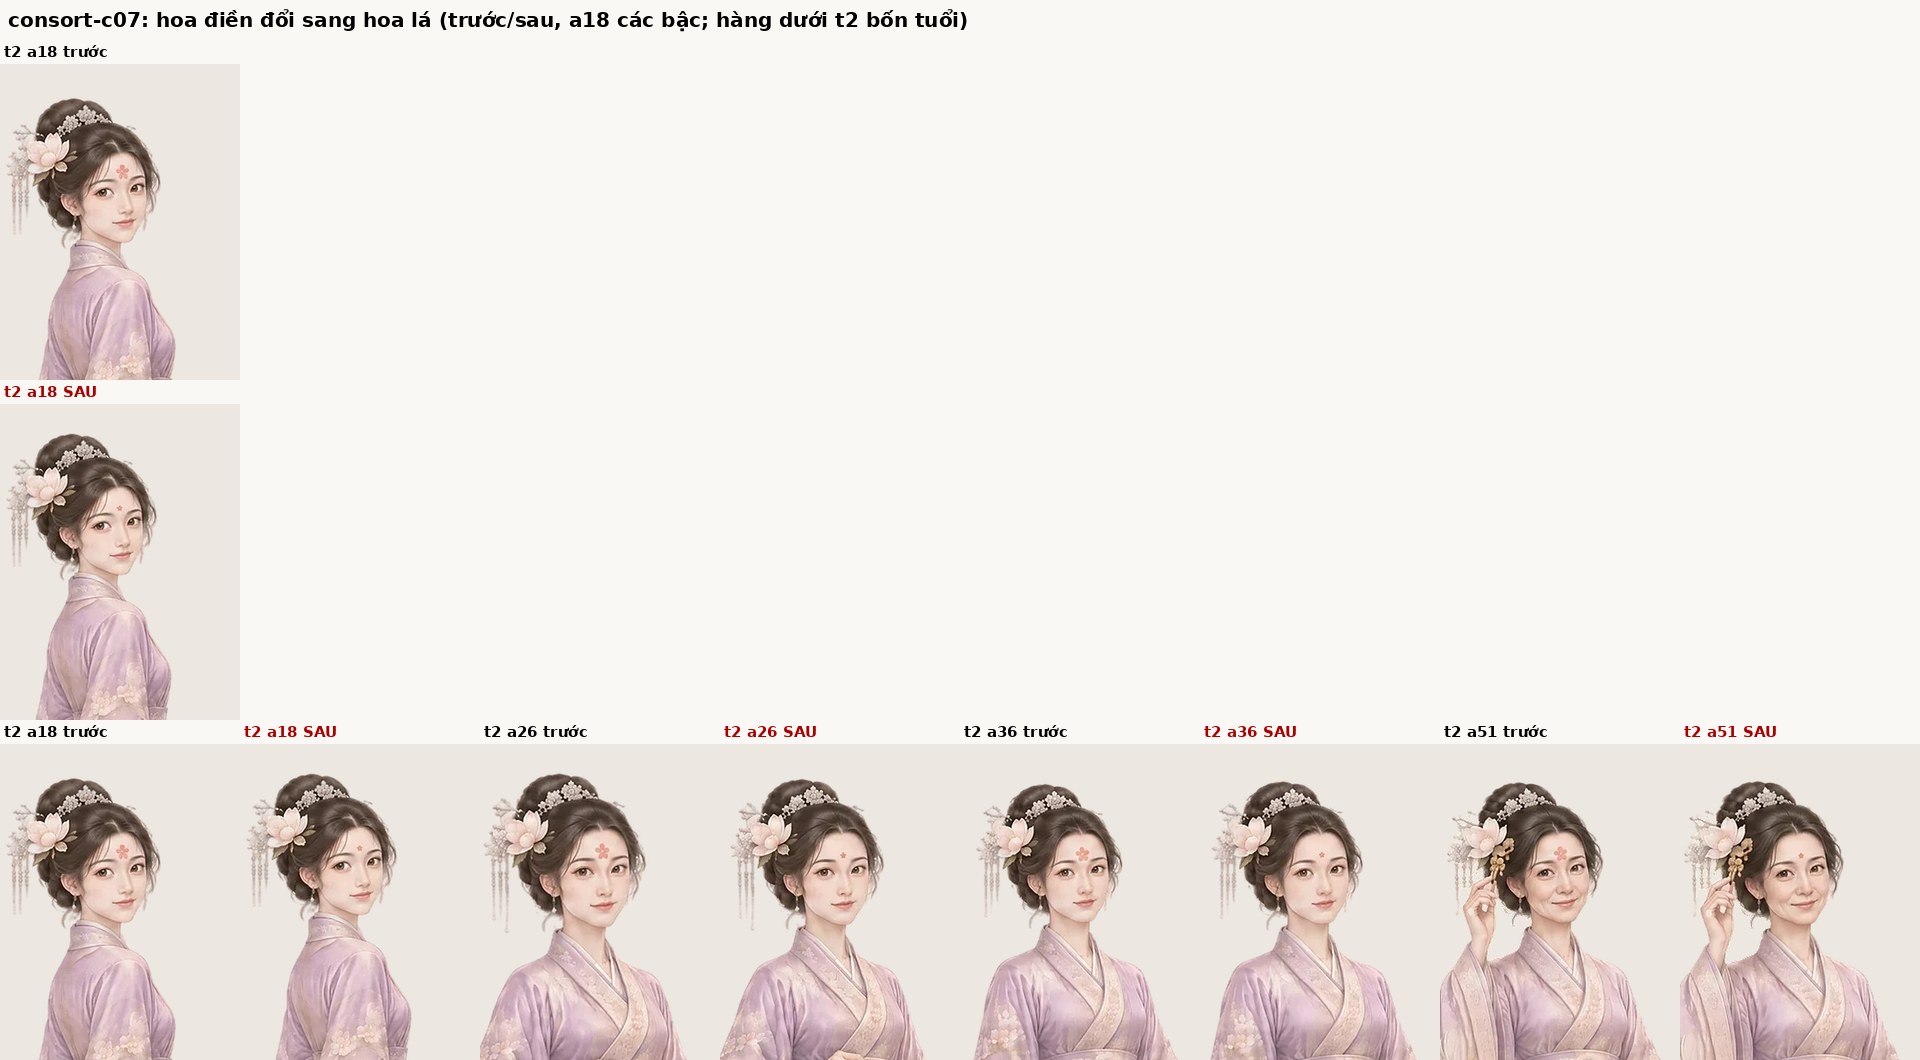 consort-c07: hoa điền đổi sang hoa lá (trước/sau, a18 các bậc; hàng dưới t2 bốn tuổi)
t2 a18 trước
t2 a18 SAU
t2 a18 trước
t2 a18 SAU
t2 a26 trước
t2 a26 SAU
t2 a36 trước
t2 a36 SAU
t2 a51 trước
t2 a51 SAU